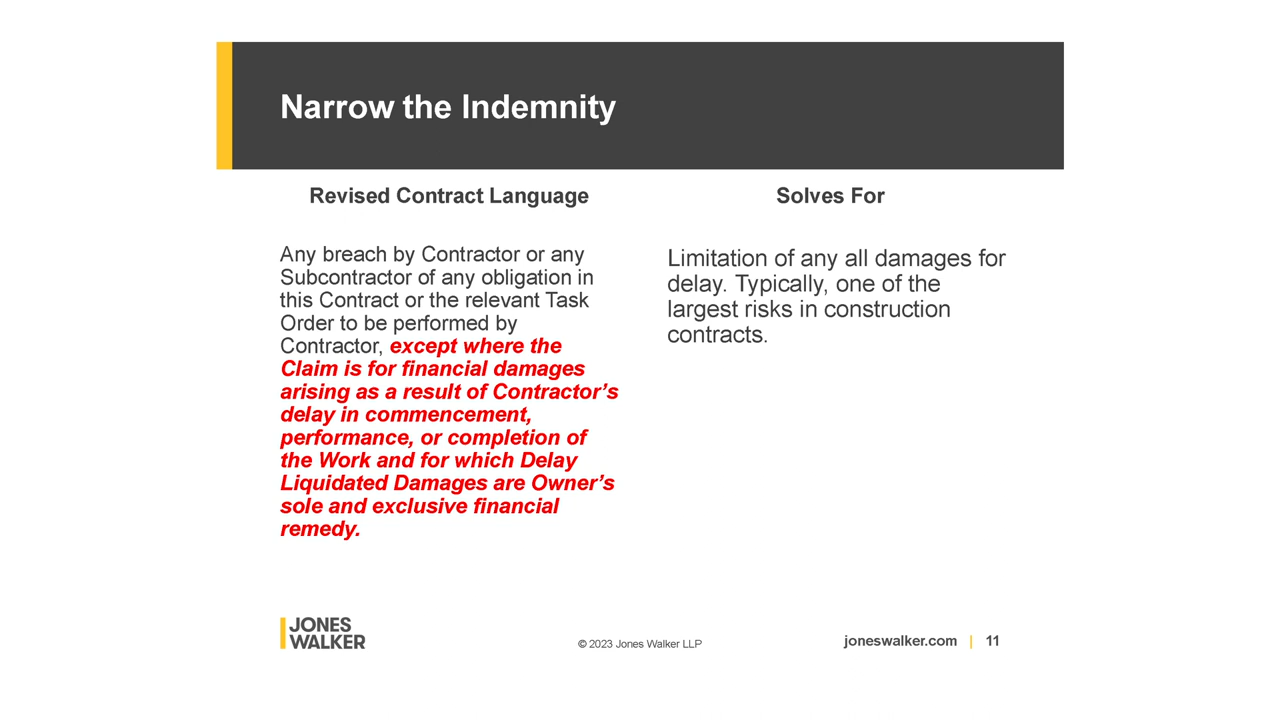 Narrow the Indemnity
Revised Contract Language
Any breach by Contractor or any
Subcontractor of any obligation in
this Contract or the relevant Task
Order to be performed by
Contractor, except where the
Claim is for financial damages
arising as a result of Contractor’s
delay in commencement,
performance, or completion of
the Work and for which Delay
Liquidated Damages are Owner’s
sole and exclusive financial
remedy.
Solves For
Limitation of any all damages for
delay. Typically, one of the
largest risks in construction
contracts.
JONES
WALKER
© 2023 Jones Walker LLP
joneswalker.com | 11